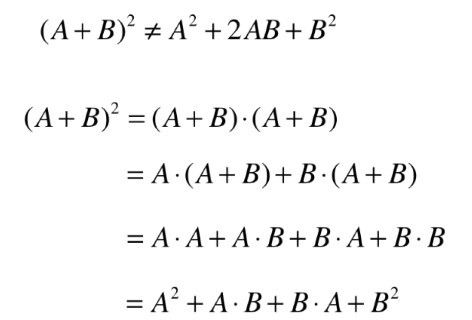 (A + B)² ≠ A² + 2AB + B²
(A + B)² = (A + B) · (A + B)
= A · (A + B) + B · (A + B)
= A · A + A · B + B · A + B · B
= A² + A · B + B · A + B²